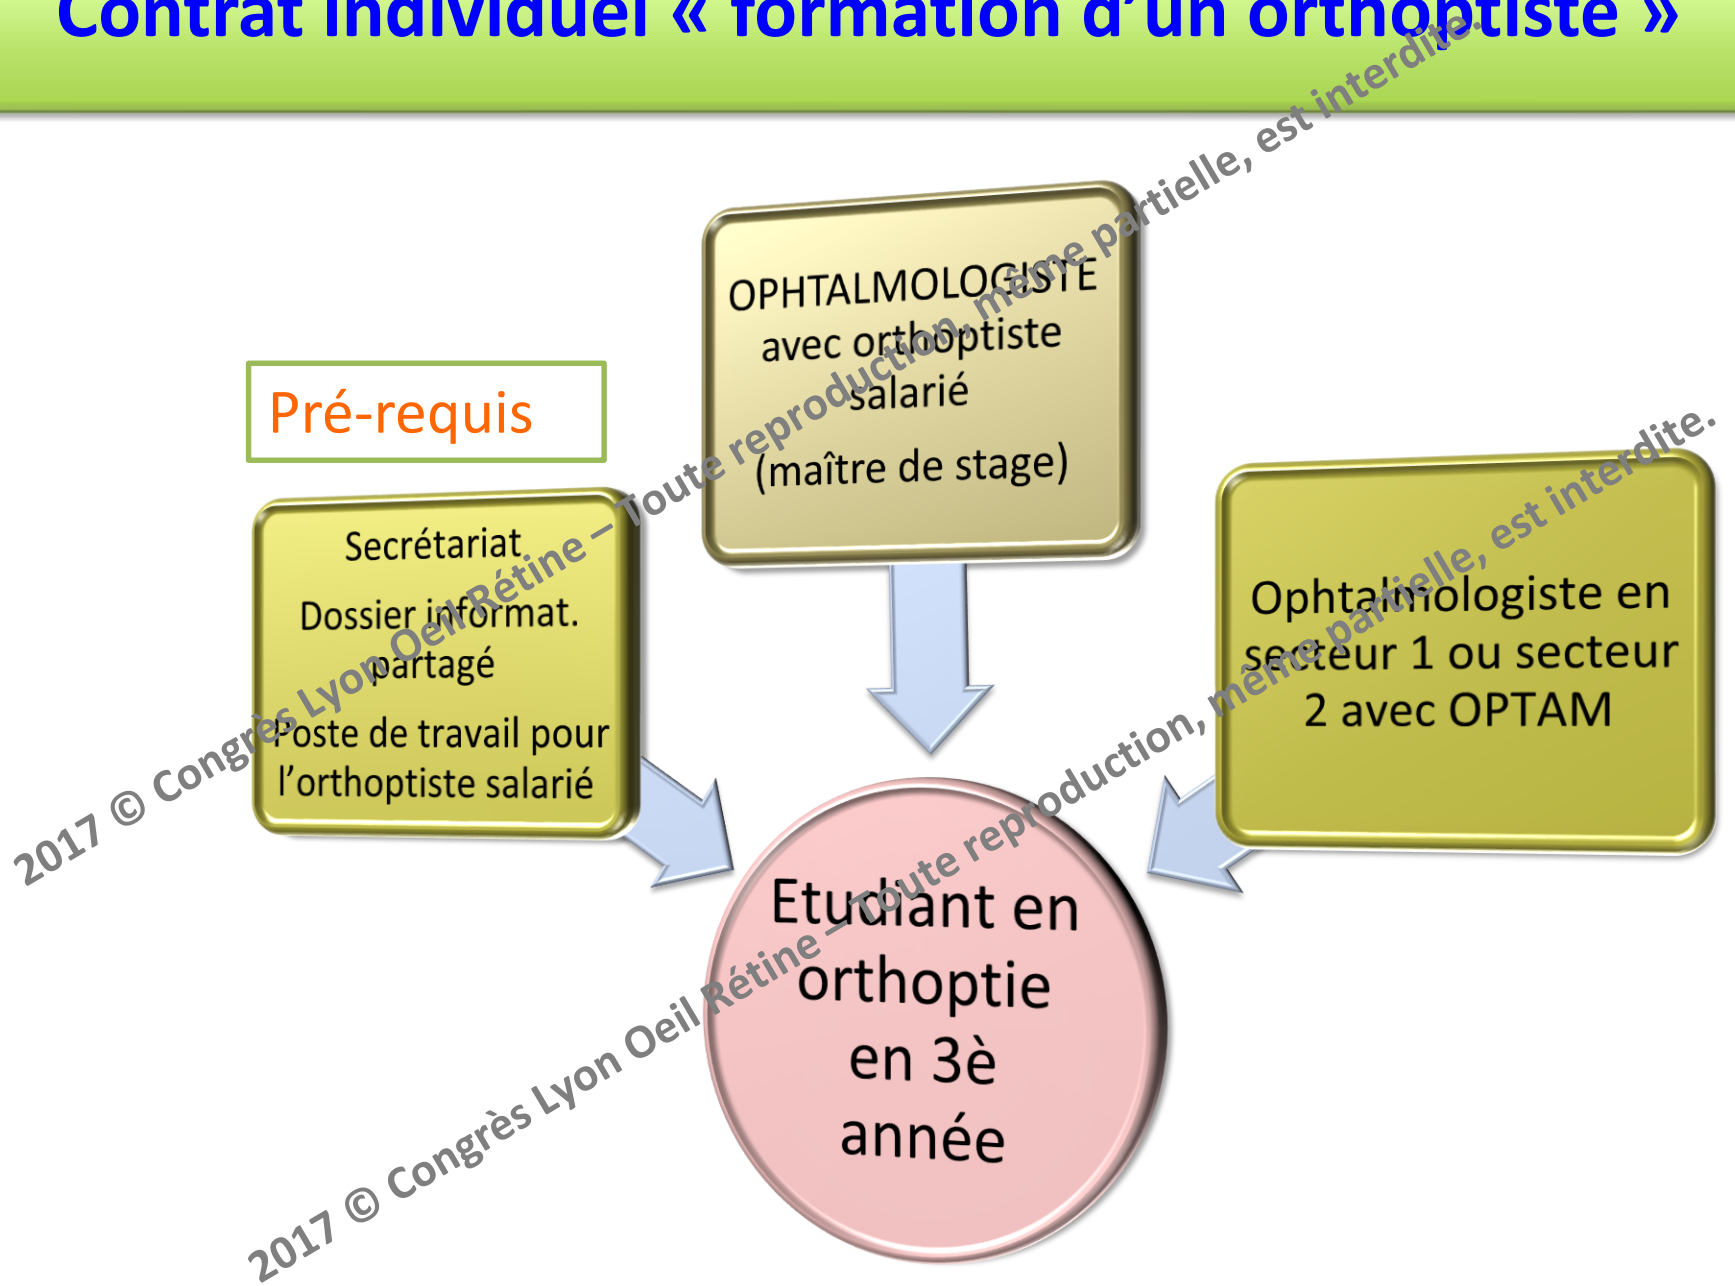 Contrat individuel « formation d’un orthoptiste »
OPHTALMOLOGISTE
avec orthoptiste
salarié
(maître de stage)
Pré-requis
Secrétariat
Dossier informat.
partagé
Poste de travail pour
l’orthoptiste salarié
Ophtalmologiste en
secteur 1 ou secteur
2 avec OPTAM
Etudiant en
orthoptie
en 3è
année
2017 © Congrès Lyon Oeil Rétine – Toute reproduction, même partielle, est interdite.
2017 © Congrès Lyon Oeil Rétine – Toute reproduction, même partielle, est interdite.